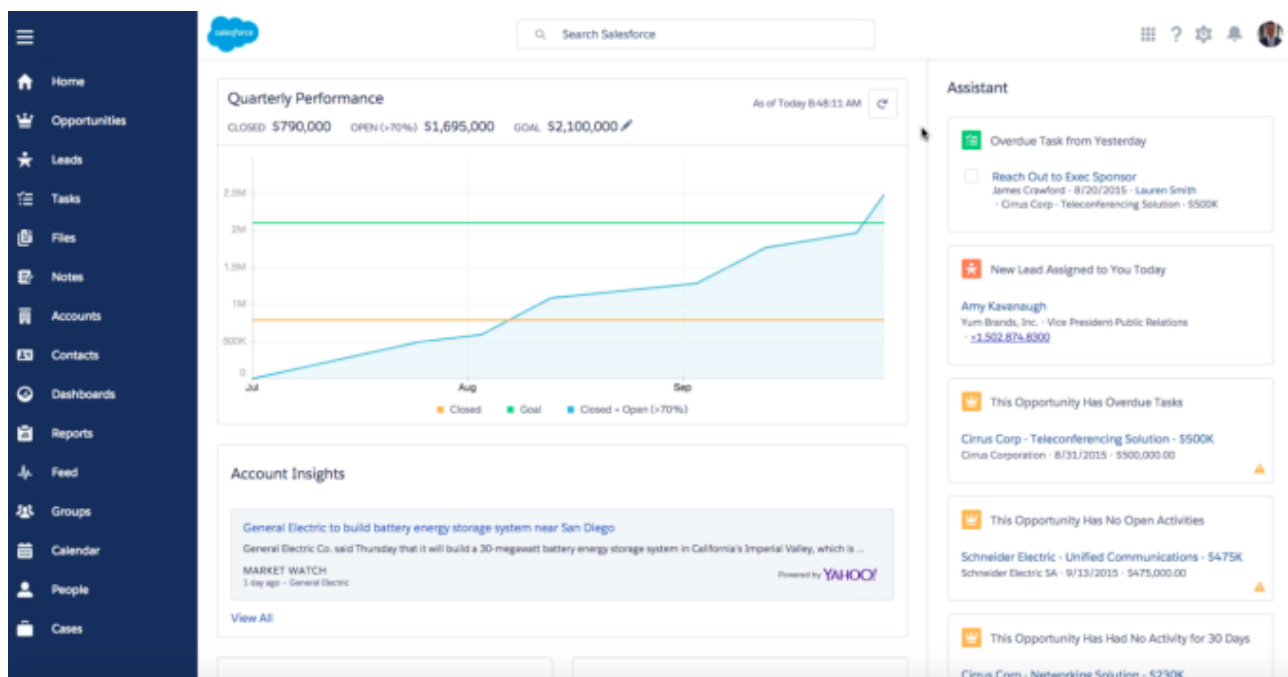 salesforce
Search Salesforce
?
Home
Opportunities
Leads
Tasks
Files
Notes
Accounts
Contacts
Dashboards
Reports
Feed
Groups
Calendar
People
Cases
Quarterly Performance
As of Today 8:48:11 AM
CLOSED $790,000 OPEN (>70%) $1,695,000 GOAL $2,100,000
2.5M
2M
1.5M
1M
500K
0
Jul Aug Sep
Closed Goal Closed + Open (>70%)
Account Insights
General Electric to build battery energy storage system near San Diego
General Electric Co. said Thursday that it will build a 30-megawatt battery energy storage system in California's Imperial Valley, which is ...
MARKET WATCH
1 day ago - General Electric
Powered by YAHOO!
View All
Assistant
Overdue Task from Yesterday
Reach Out to Exec Sponsor
James Crawford - 8/20/2015 - Lauren Smith
- Cirrus Corp - Teleconferencing Solution - $500K
New Lead Assigned to You Today
Amy Kavanaugh
Yum Brands, Inc. - Vice President-Public Relations
- +1.502.874.8300
This Opportunity Has Overdue Tasks
Cirrus Corp - Teleconferencing Solution - $500K
Cirrus Corporation - 8/31/2015 - $500,000.00
This Opportunity Has No Open Activities
Schneider Electric - Unified Communications - $475K
Schneider Electric SA - 9/13/2015 - $475,000.00
This Opportunity Has Had No Activity for 30 Days
Cirrus Corp - Networking Solution - $230K